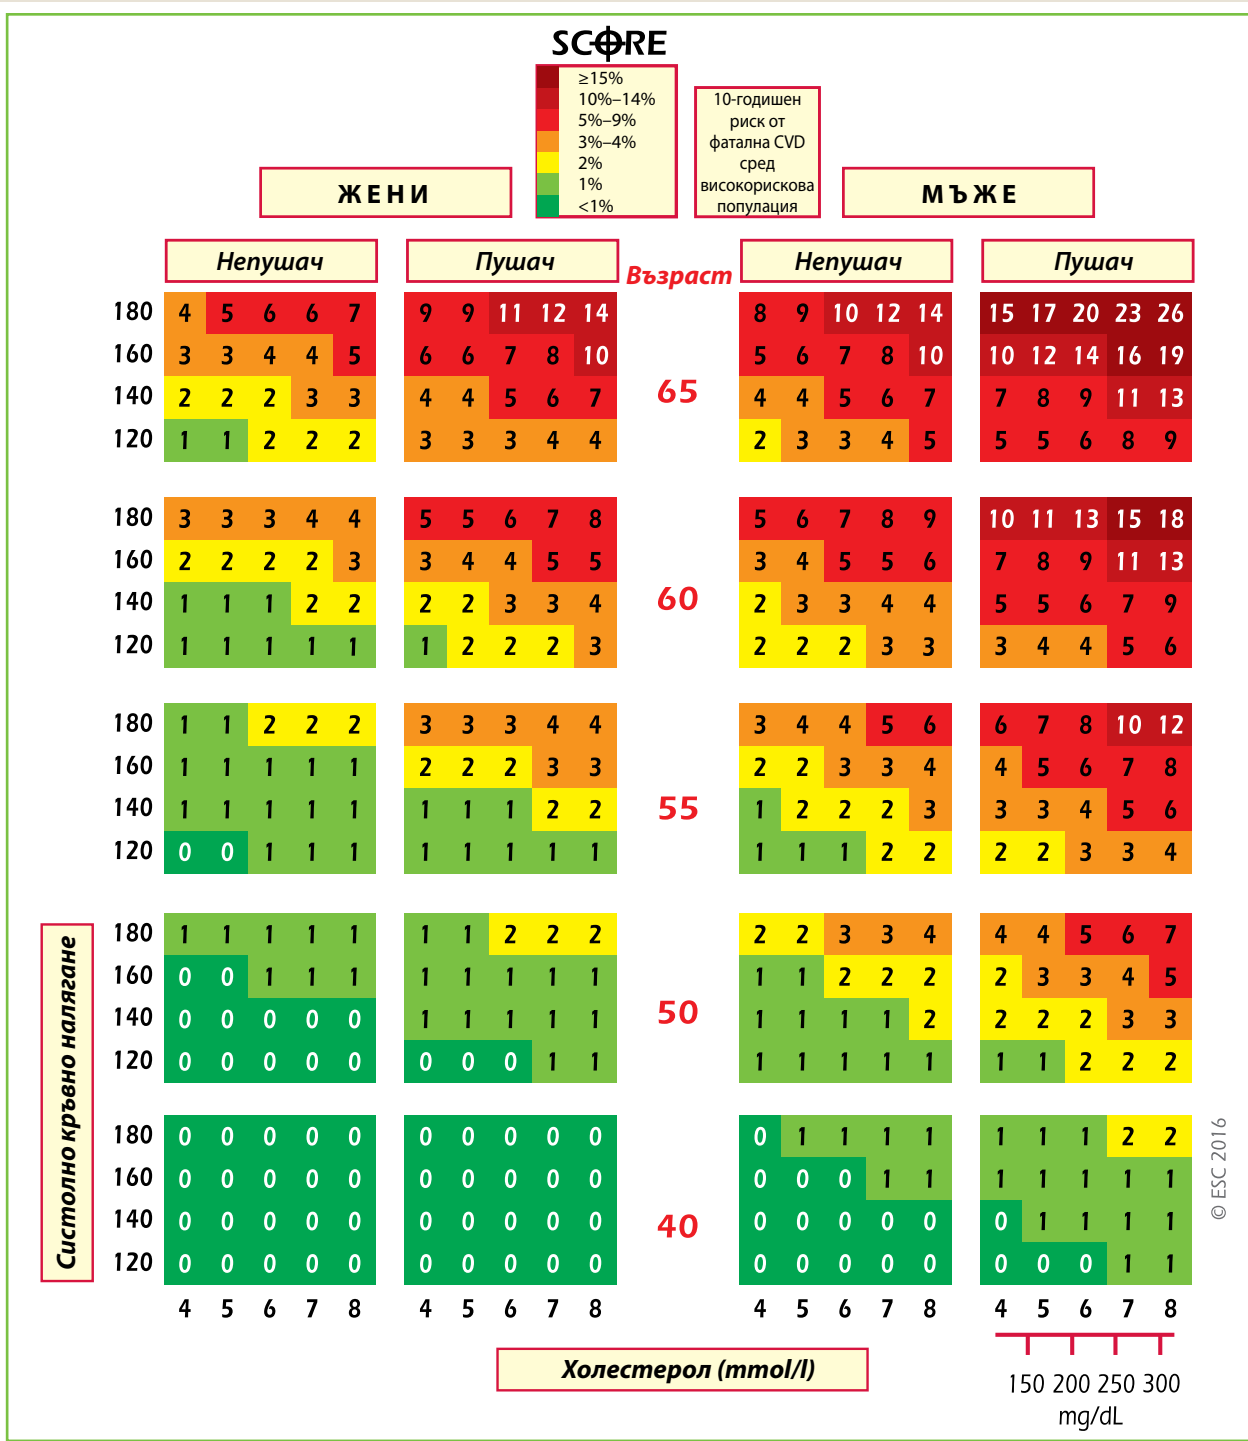 SCORE
≥15%
10%–14%
5%–9%
3%–4%
2%
1%
<1%
10-годишен
риск от
фатална CVD
сред
високорискова
популация
ЖЕНИ
МЪЖЕ
Непушач
Пушач
Възраст
Непушач
Пушач
180 4 5 6 6 7 9 9 11 12 14 8 9 10 12 14 15 17 20 23 26
160 3 3 4 4 5 6 6 7 8 10 5 6 7 8 10 10 12 14 16 19
65
140 2 2 2 3 3 4 4 5 6 7 4 4 5 6 7 7 8 9 11 13
120 1 1 2 2 2 3 3 3 4 4 2 3 3 4 5 5 5 6 8 9
180 3 3 3 4 4 5 5 6 7 8 5 6 7 8 9 10 11 13 15 18
160 2 2 2 2 3 3 4 4 5 5 3 4 5 5 6 7 8 9 11 13
60
140 1 1 1 2 2 2 2 3 3 4 2 3 3 4 4 5 5 6 7 9
120 1 1 1 1 1 1 2 2 2 3 2 2 2 3 3 3 4 4 5 6
180 1 1 2 2 2 3 3 3 4 4 3 4 4 5 6 6 7 8 10 12
160 1 1 1 1 1 2 2 2 3 3 2 2 3 3 4 4 5 6 7 8
55
140 1 1 1 1 1 1 1 1 2 2 1 2 2 2 3 3 3 4 5 6
120 0 0 1 1 1 1 1 1 1 1 1 1 1 2 2 2 2 3 3 4
180 1 1 1 1 1 1 1 2 2 2 2 2 3 3 4 4 4 5 6 7
160 0 0 1 1 1 1 1 1 1 1 1 1 2 2 2 2 3 3 4 5
50
140 0 0 0 0 0 1 1 1 1 1 1 1 1 1 2 2 2 2 3 3
120 0 0 0 0 0 0 0 0 1 1 1 1 1 1 1 1 1 2 2 2
180 0 0 0 0 0 0 0 0 0 0 0 1 1 1 1 1 1 1 2 2
160 0 0 0 0 0 0 0 0 0 0 0 0 0 1 1 1 1 1 1 1
40
140 0 0 0 0 0 0 0 0 0 0 0 0 0 0 0 0 1 1 1 1
120 0 0 0 0 0 0 0 0 0 0 0 0 0 0 0 0 0 0 1 1
4 5 6 7 8 4 5 6 7 8 4 5 6 7 8 4 5 6 7 8
Систолно кръвно налягане
Холестерол (mmol/l)
150 200 250 300
mg/dL
© ESC 2016